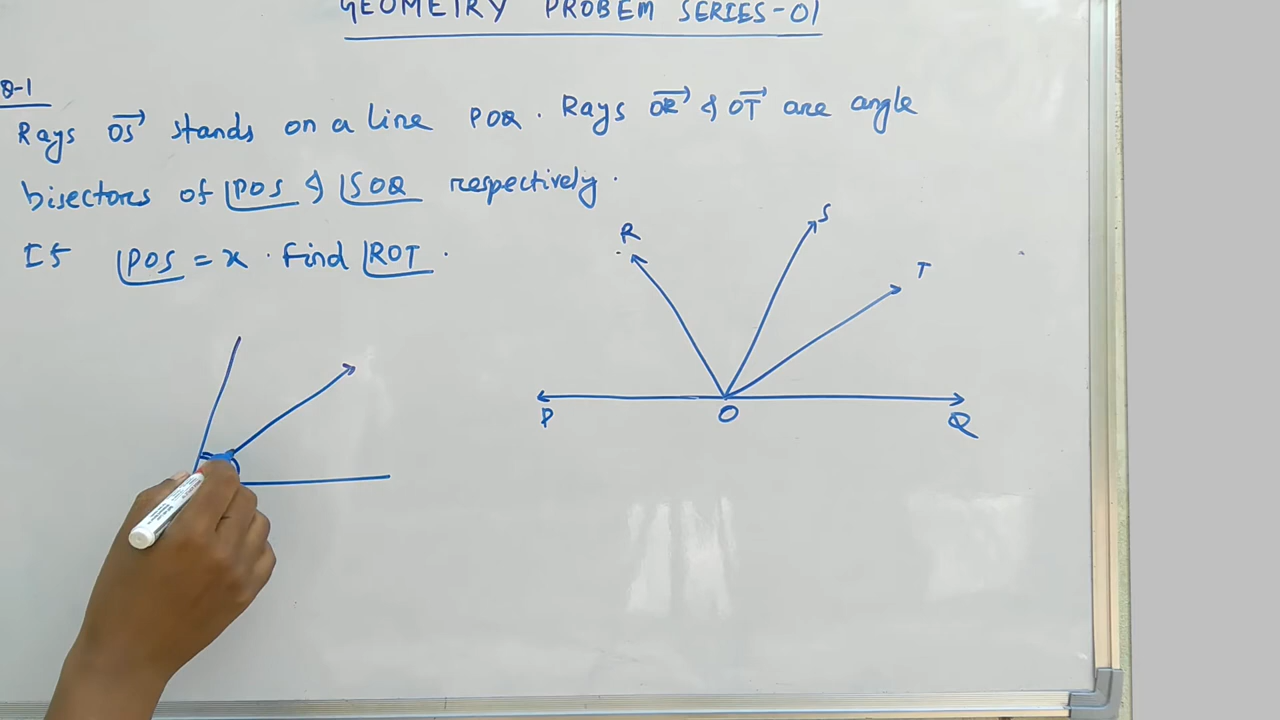 GEOMETRY PROBEM SERIES-01
Q-1
Rays OS→ stands on a line POQ. Rays OR→ & OT→ are angle
bisectors of ∠POS & ∠SOQ respectively.
If ∠POS = x. Find ∠ROT.
R
S
T
P
O
Q